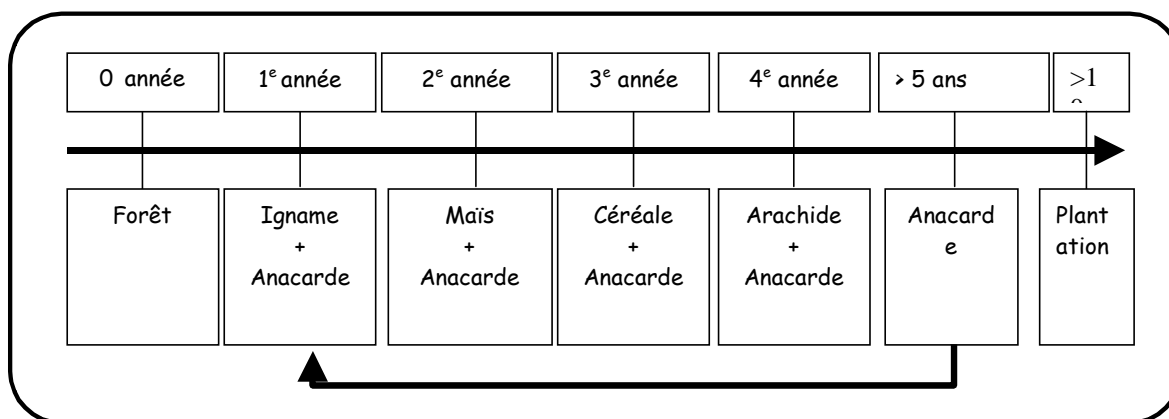 0 année
1e année
2e année
3e année
4e année
> 5 ans
>1
Forêt
Igname
+
Anacarde
Maïs
+
Anacarde
Céréale
+
Anacarde
Arachide
+
Anacarde
Anacard
e
Plant
ation